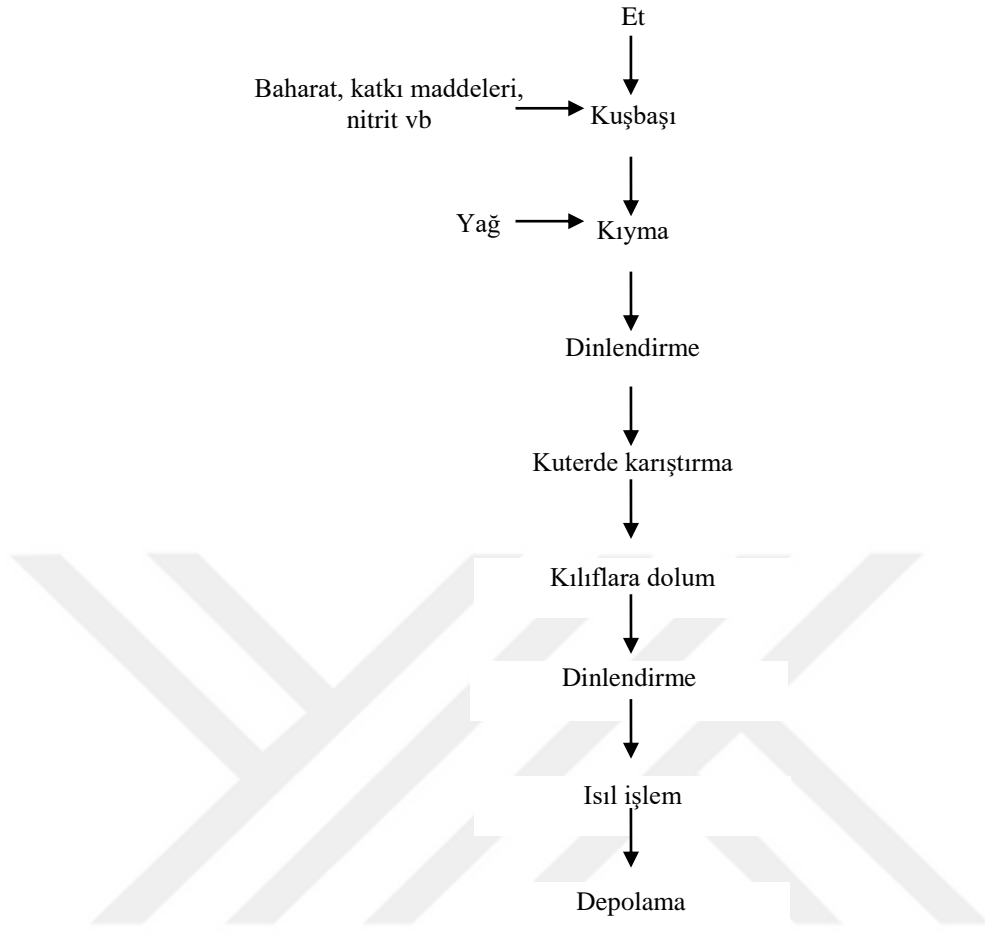 Et
Baharat, katkı maddeleri,
nitrit vb
Kuşbaşı
Yağ
Kıyma
Dinlendirme
Kuterde karıştırma
Kılıflara dolum
Dinlendirme
Isıl işlem
Depolama